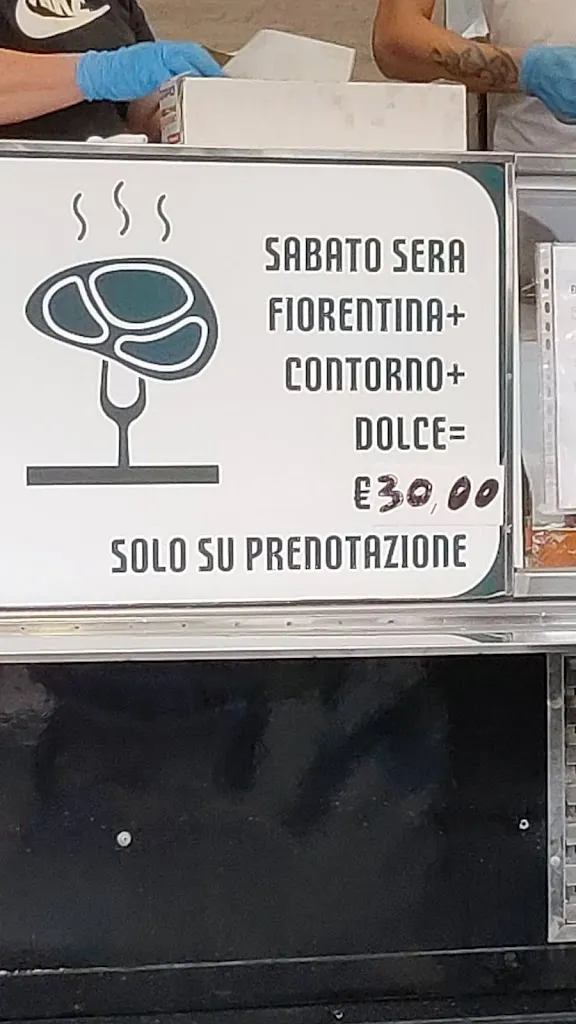 SABATO SERA
FIORENTINA+
CONTORNO+
DOLCE=
€30,00
SOLO SU PRENOTAZIONE